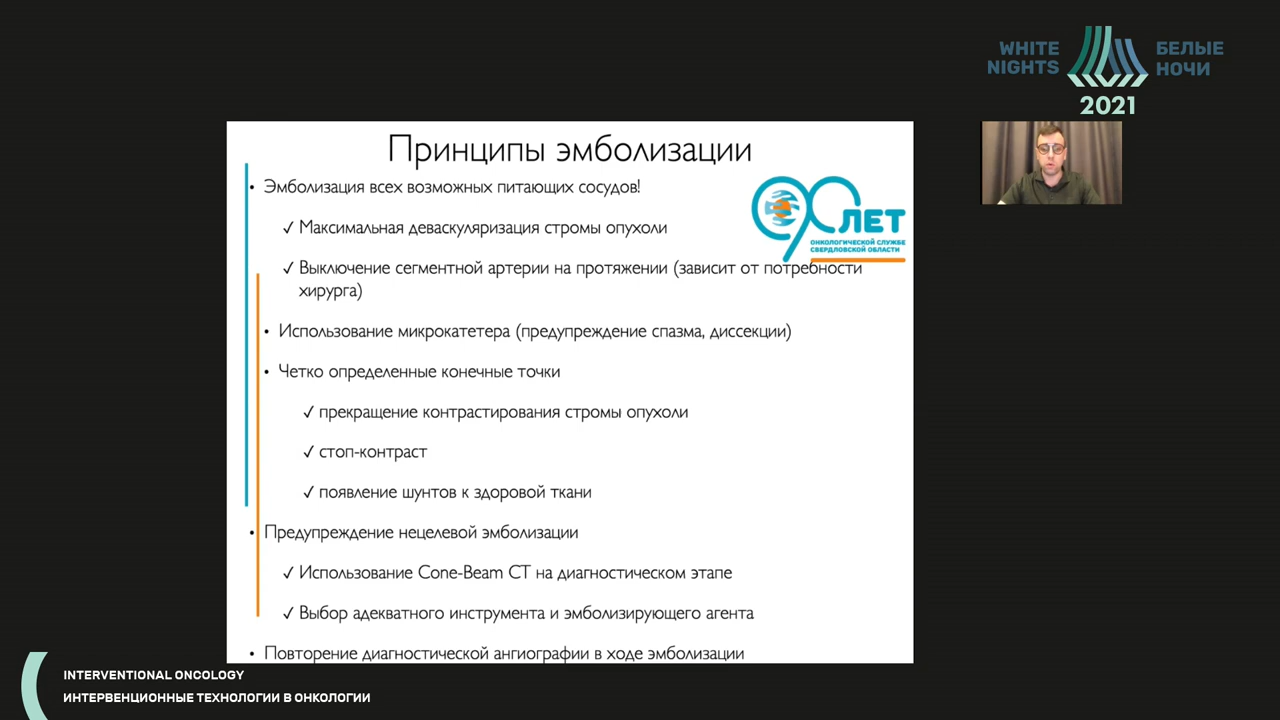 WHITE NIGHTS
БЕЛЫЕ НОЧИ
2021
Принципы эмболизации
• Эмболизация всех возможных питающих сосудов!
✓ Максимальная деваскуляризация стромы опухоли
✓ Выключение сегментной артерии на протяжении (зависит от потребности
хирурга)
• Использование микрокатетера (предупреждение спазма, диссекции)
• Четко определенные конечные точки
✓ прекращение контрастирования стромы опухоли
✓ стоп-контраст
✓ появление шунтов к здоровой ткани
• Предупреждение нецелевой эмболизации
✓ Использование Cone-Beam CT на диагностическом этапе
✓ Выбор адекватного инструмента и эмболизирующего агента
• Повторение диагностической ангиографии в ходе эмболизации
90 ЛЕТ
ОНКОЛОГИЧЕСКОЙ СЛУЖБЕ
СВЕРДЛОВСКОЙ ОБЛАСТИ
INTERVENTIONAL ONCOLOGY
ИНТЕРВЕНЦИОННЫЕ ТЕХНОЛОГИИ В ОНКОЛОГИИ